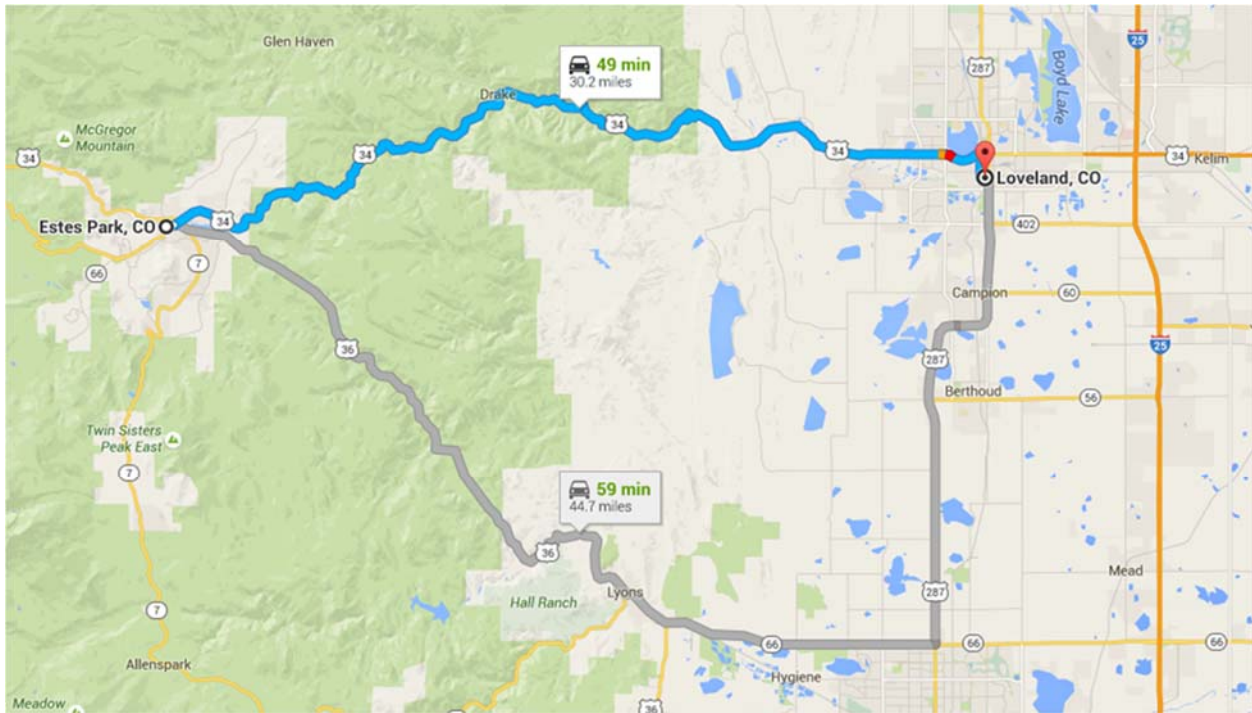 Glen Haven
25
49 min
30.2 miles
287
Boyd Lake
Drake
McGregor
Mountain
34
34
34
34
34
Kelim
Loveland, CO
Estes Park, CO
34
402
66
7
Campion
60
36
287
25
Berthoud
56
Twin Sisters
Peak East
7
59 min
44.7 miles
36
Mead
Lyons
287
Hall Ranch
7
66
66
66
Allenspark
Hygiene
Meadow
7
36